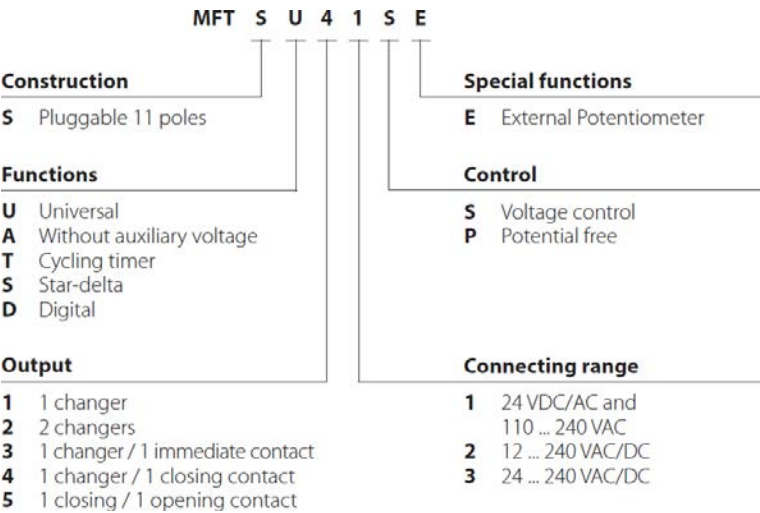 MFT S U 4 1 S E
Construction
S Pluggable 11 poles
Functions
U Universal
A Without auxiliary voltage
T Cycling timer
S Star-delta
D Digital
Output
1 1 changer
2 2 changers
3 1 changer / 1 immediate contact
4 1 changer / 1 closing contact
5 1 closing / 1 opening contact
Special functions
E External Potentiometer
Control
S Voltage control
P Potential free
Connecting range
1 24 VDC/AC and
110 ... 240 VAC
2 12 ... 240 VAC/DC
3 24 ... 240 VAC/DC